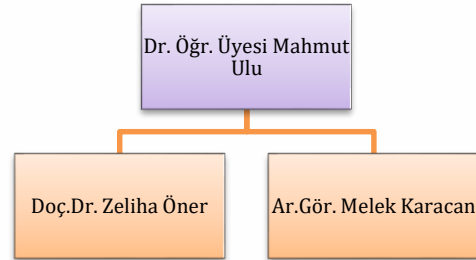 Dr. Öğr. Üyesi Mahmut
Ulu
Doç.Dr. Zeliha Öner
Ar.Gör. Melek Karacan